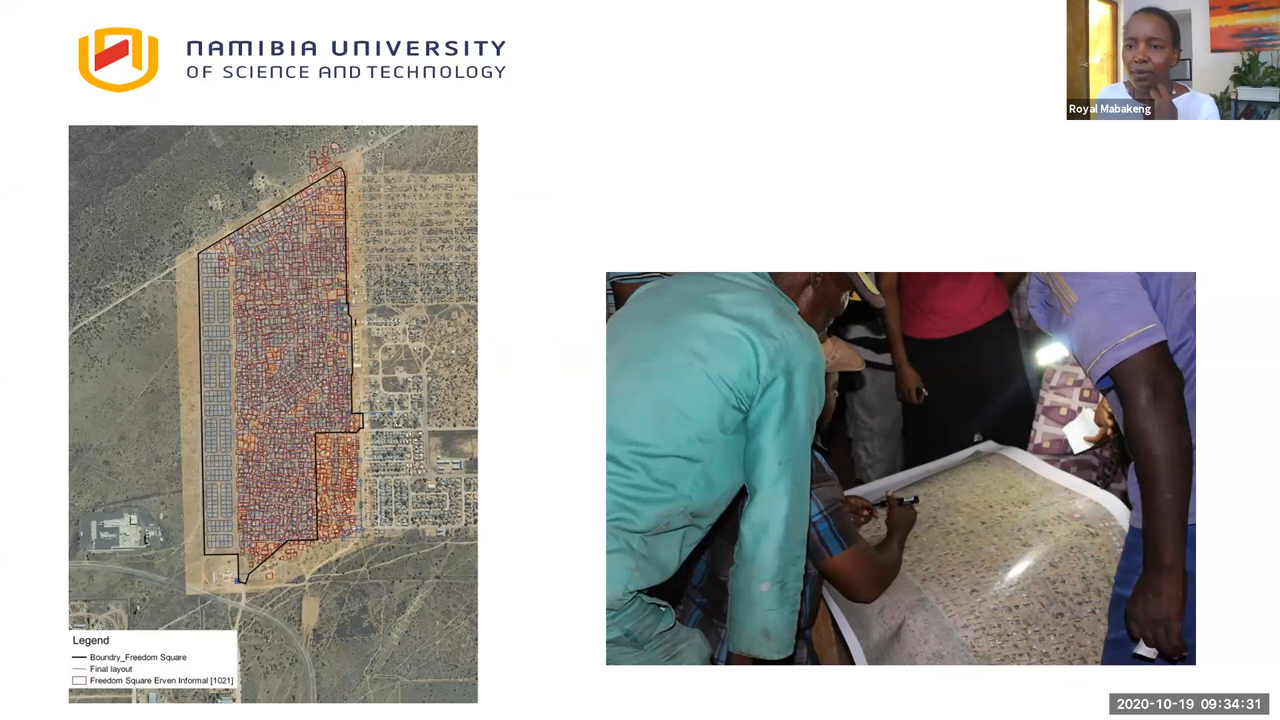 NAMIBIA UNIVERSITY
OF SCIENCE AND TECHNOLOGY
Royal Mabakeng
Legend
Boundry_Freedom Square
Final layout
Freedom Square Erven Informal [1021]
2020-10-19 09:34:31